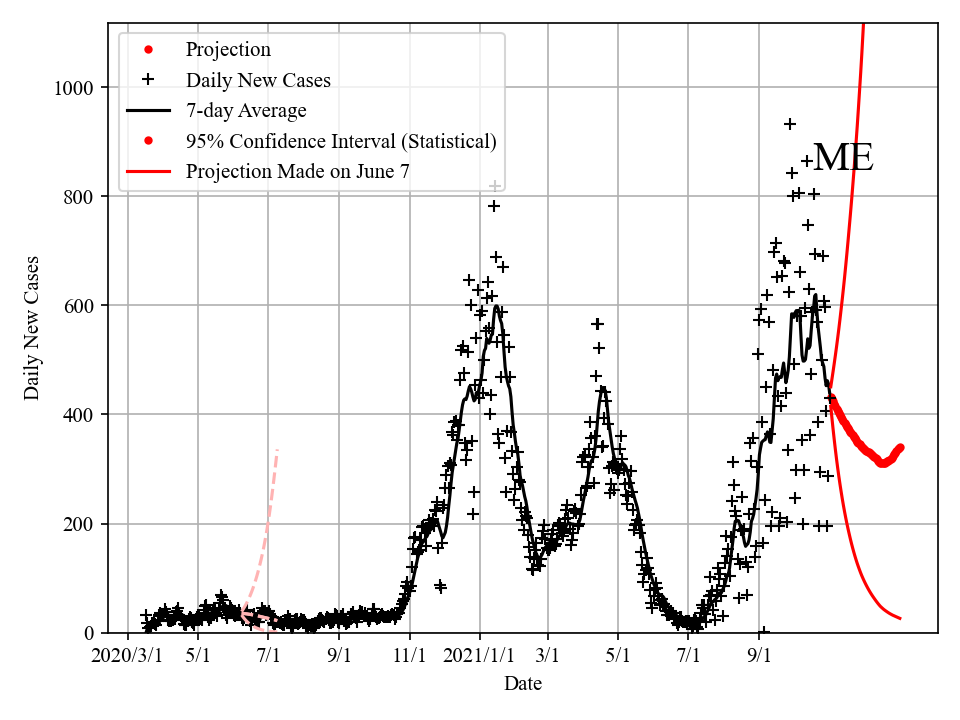 Projection
Daily New Cases
7-day Average
95% Confidence Interval (Statistical)
Projection Made on June 7
ME
Daily New Cases
1000
800
600
400
200
0
2020/3/1 5/1 7/1 9/1 11/1 2021/1/1 3/1 5/1 7/1 9/1
Date